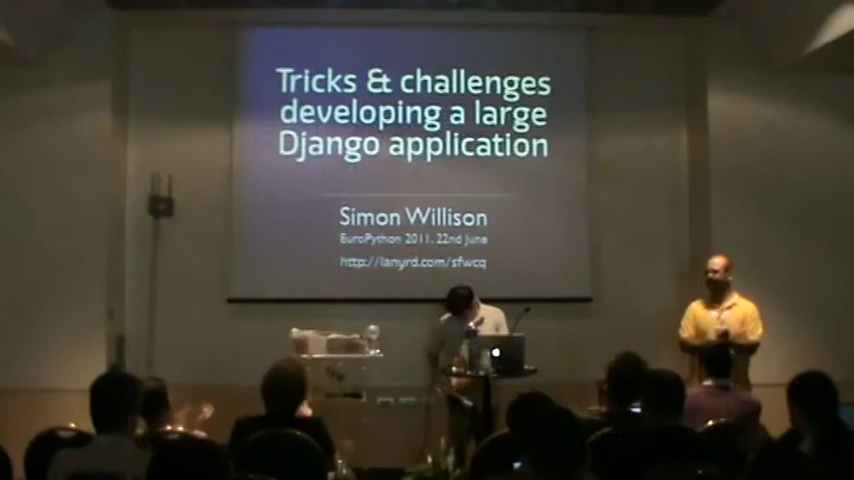 Tricks & challenges
developing a large
Django application
Simon Willison
EuroPython 2011, 22nd June
http://lanyrd.com/sfwcq